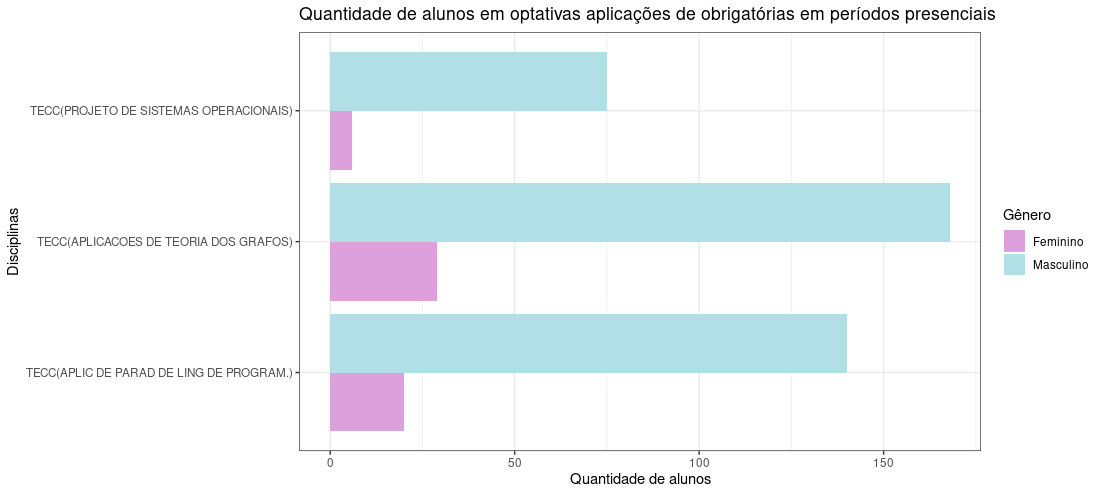 Quantidade de alunos em optativas aplicações de obrigatórias em períodos presenciais
TECC(PROJETO DE SISTEMAS OPERACIONAIS)
TECC(APLICACOES DE TEORIA DOS GRAFOS)
TECC(APLIC DE PARAD DE LING DE PROGRAM.)
Disciplinas
0 50 100 150
Quantidade de alunos
Gênero
Feminino
Masculino